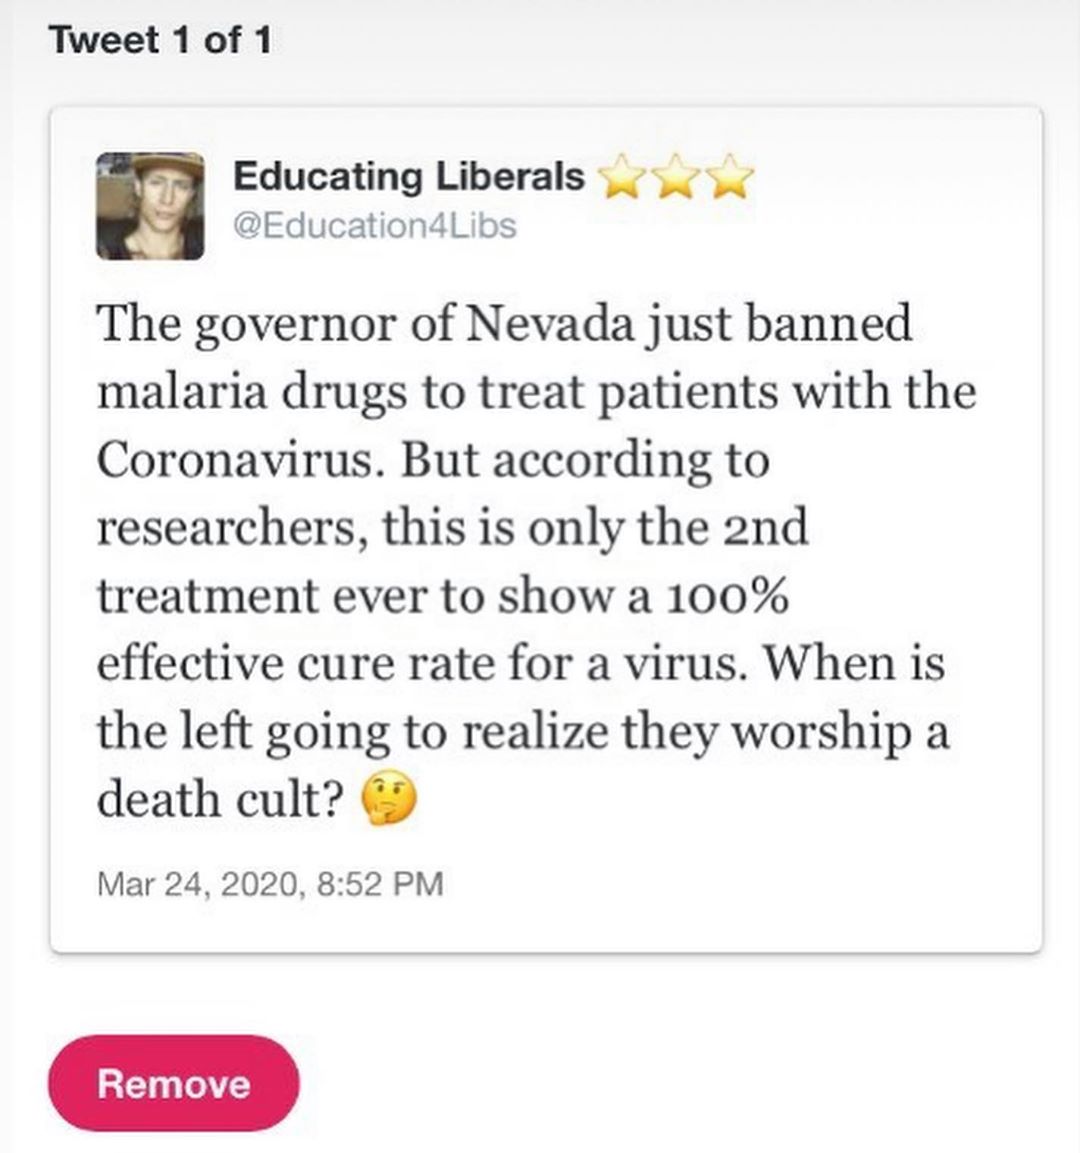 Tweet 1 of 1
Educating Liberals ⭐⭐⭐
@Education4Libs
The governor of Nevada just banned
malaria drugs to treat patients with the
Coronavirus. But according to
researchers, this is only the 2nd
treatment ever to show a 100%
effective cure rate for a virus. When is
the left going to realize they worship a
death cult? 🤔
Mar 24, 2020, 8:52 PM
Remove